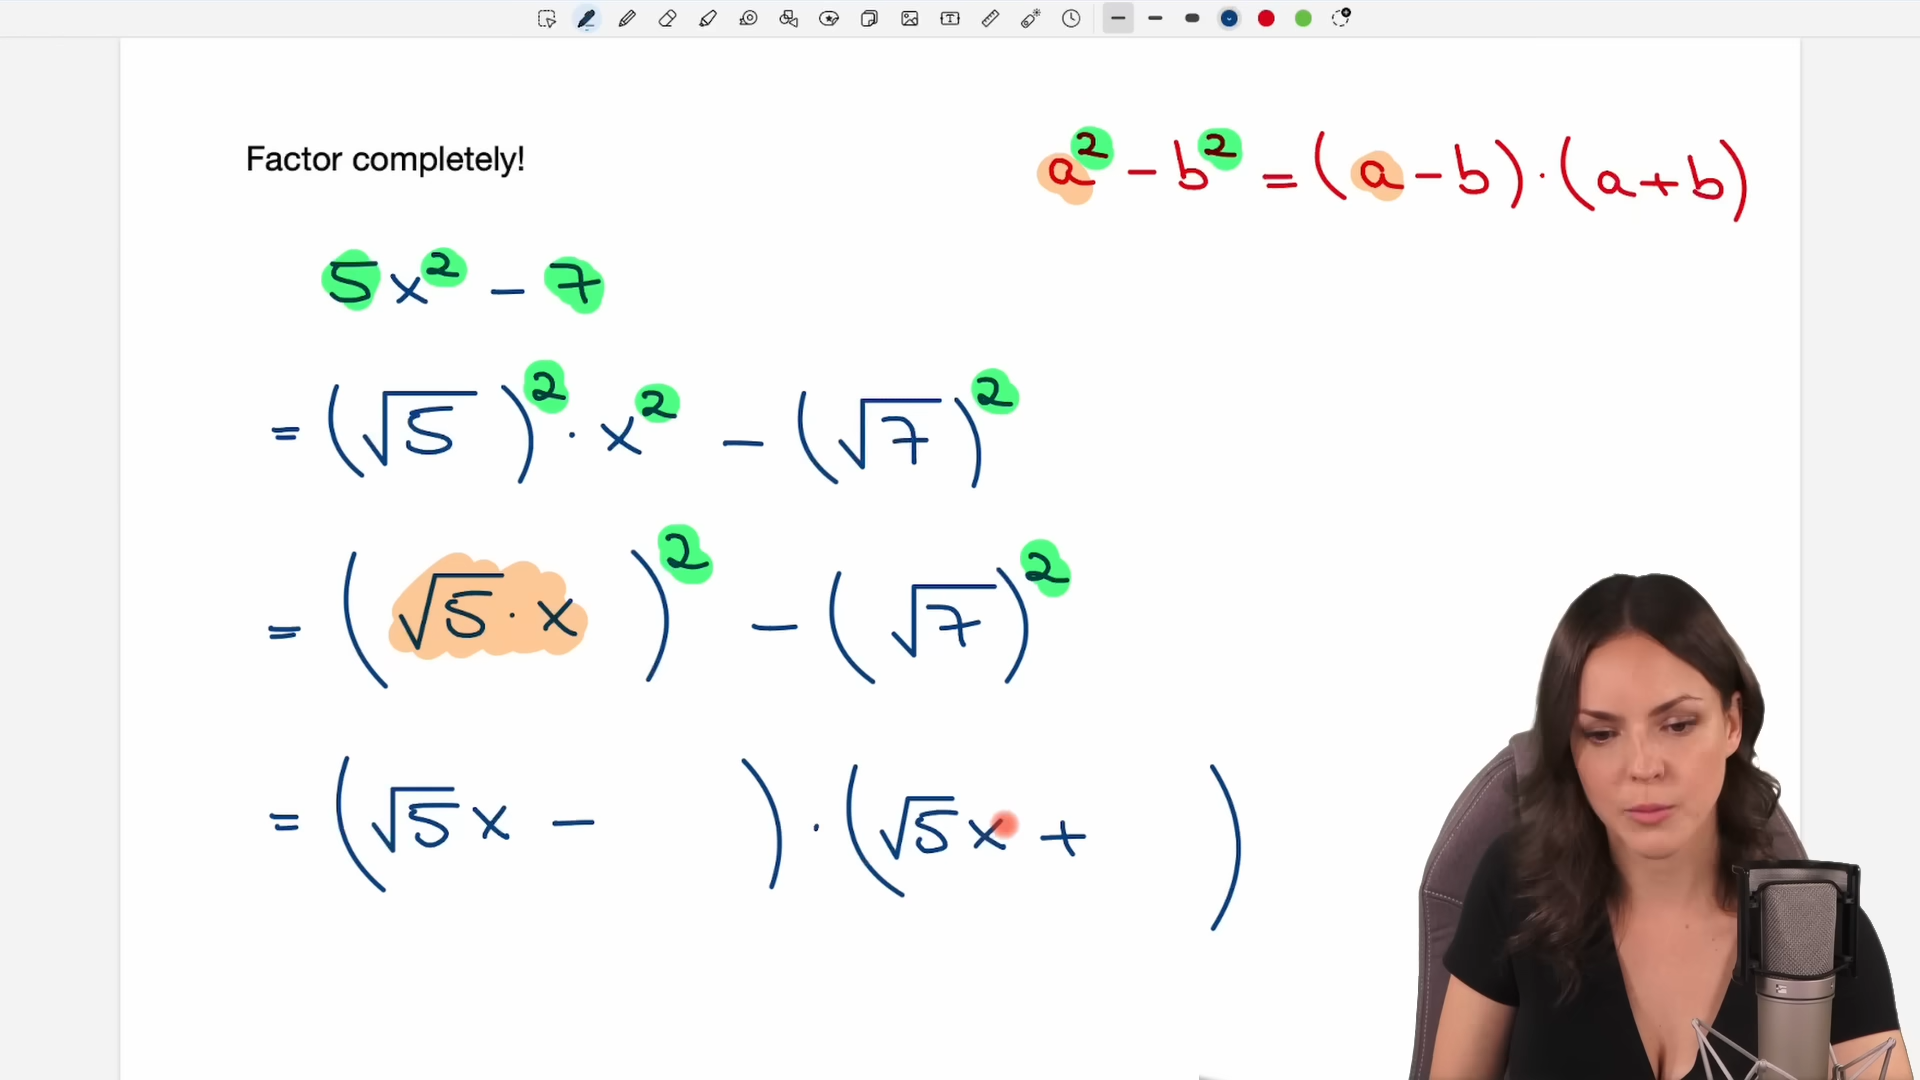 Factor completely!
a² - b² = (a - b) · (a + b)
5x² - 7
= (√5)² · x² - (√7)²
= (√5 · x)² - (√7)²
= (√5x -    ) · (√5x +    )